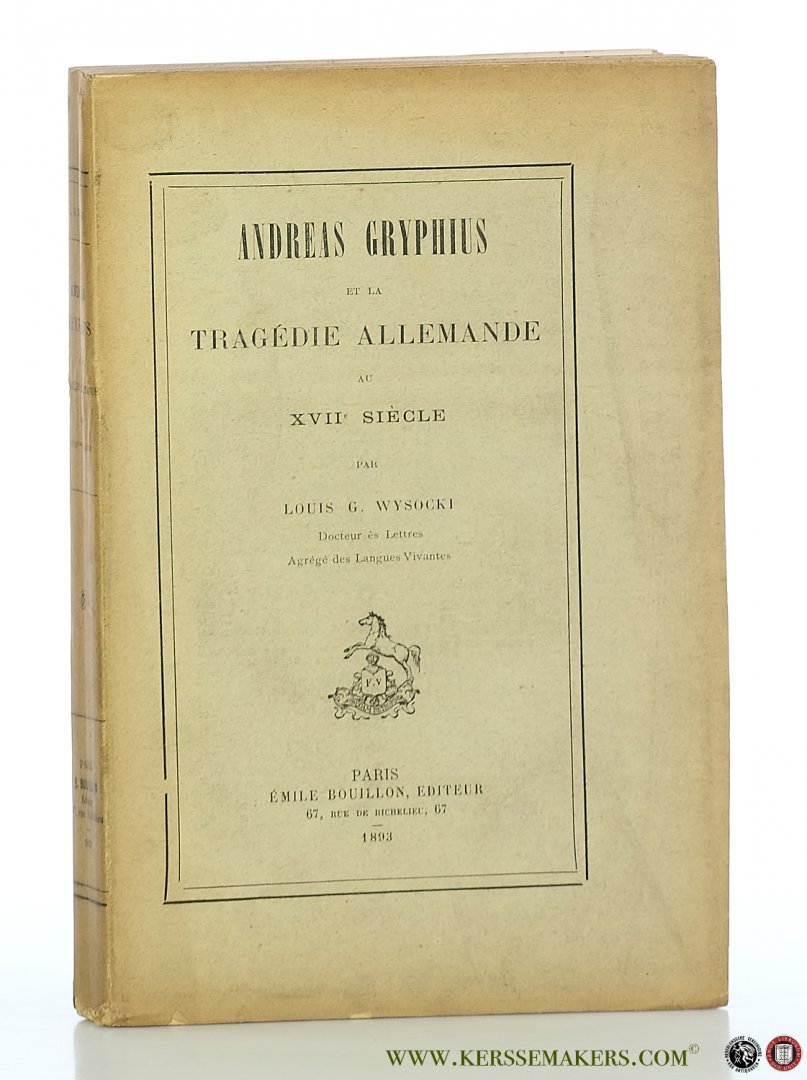 ANDREAS GRYPHIUS
ET LA
TRAGÉDIE ALLEMANDE
AU
XVIIe SIÈCLE
PAR
LOUIS G. WYSOCKI
Docteur ès Lettres
Agrégé des Langues Vivantes
F.V
PARIS
ÉMILE BOUILLON, EDITEUR
67, RUE DE RICHELIEU, 67
1893
WWW.KERSSEMAKERS.COM©